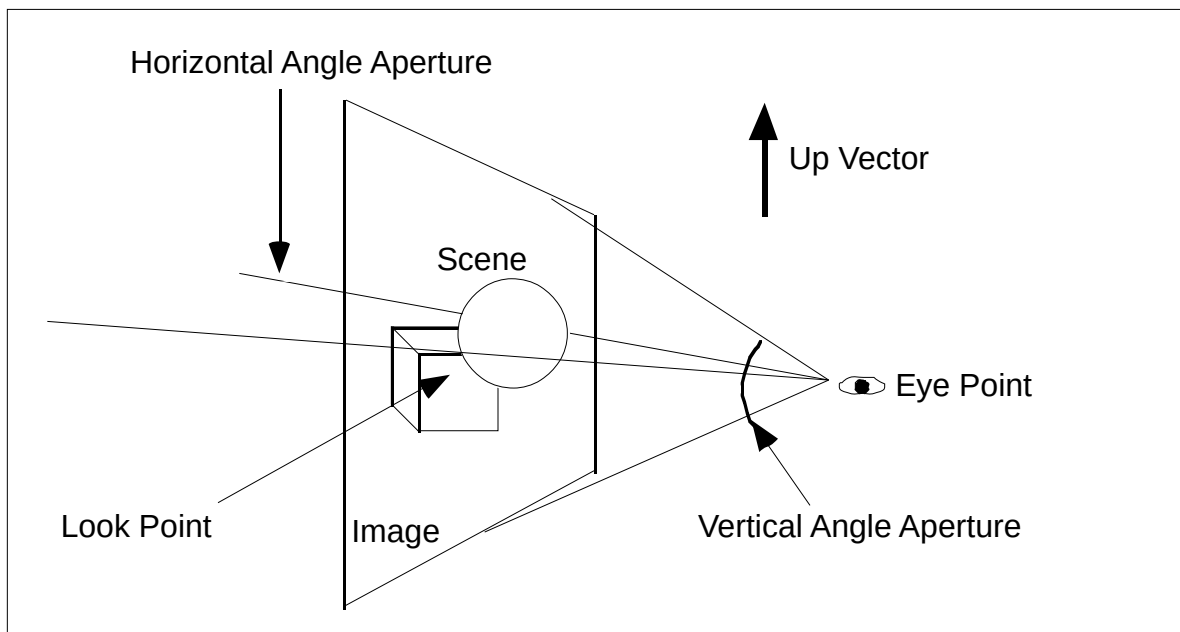 Horizontal Angle Aperture
Up Vector
Scene
Eye Point
Look Point
Image
Vertical Angle Aperture